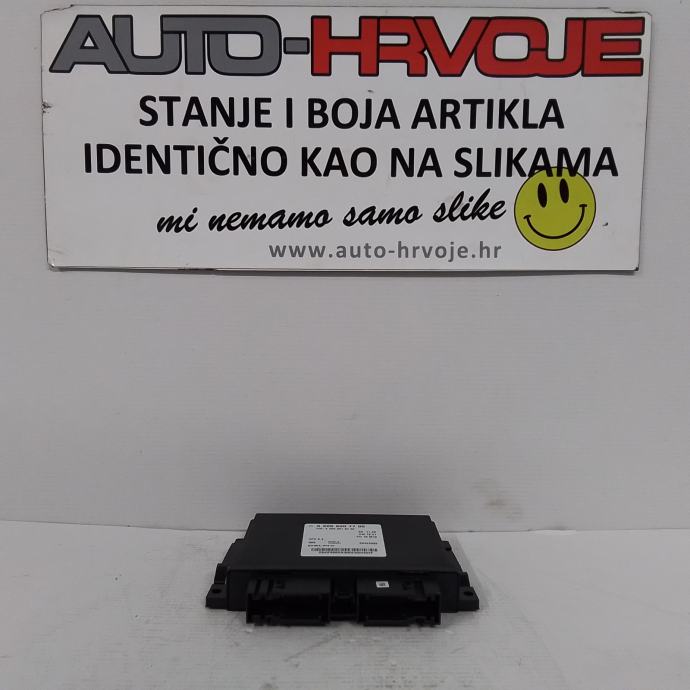 AUTO-HRVOJE
STANJE I BOJA ARTIKLA
IDENTIČNO KAO NA SLIKAMA
mi nemamo samo slike
www.auto-hrvoje.hr